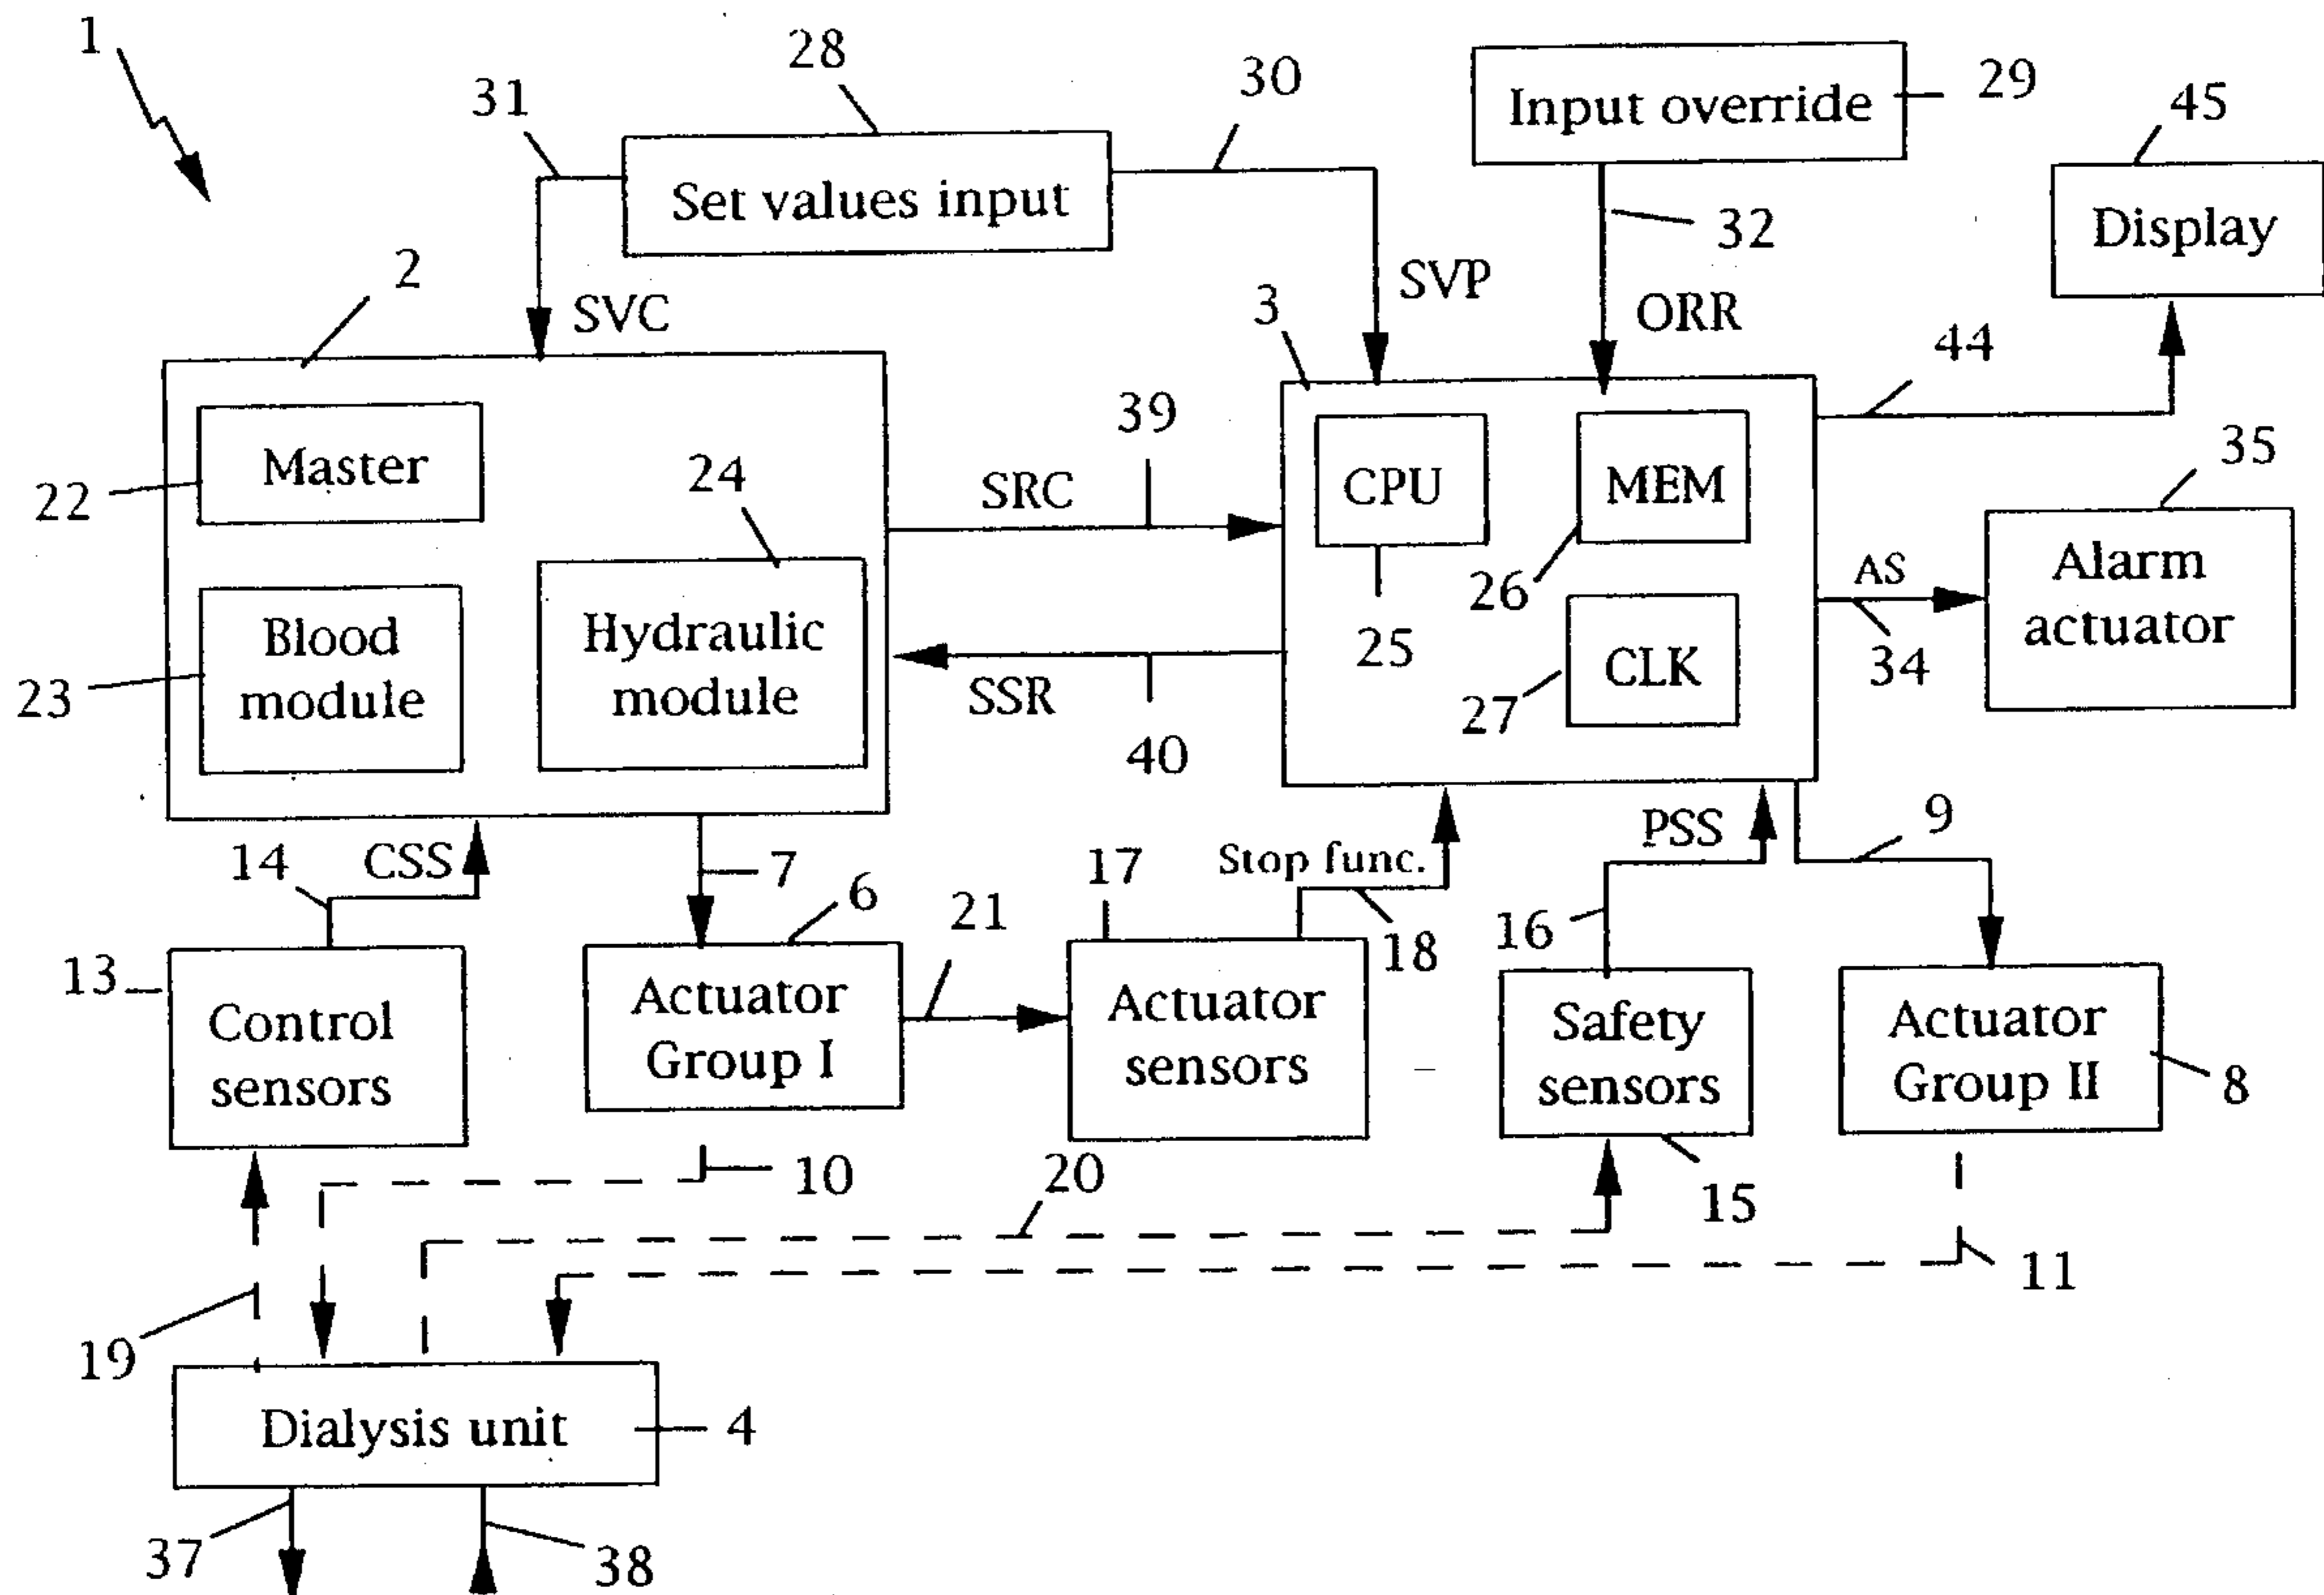 1
28
30
Input override
29
31
45
Set values input
32
Display
2
SVC
SVP
3
ORR
44
39
35
Master
24
SRC
CPU
MEM
22
26
AS
Alarm
actuator
Blood
module
Hydraulic
module
25
CLK
34
23
SSR
27
40
PSS
9
14
CSS
7
17
Stop func.
6
21
16
18
13
Control
sensors
Actuator
Group I
Actuator
sensors
Safety
sensors
Actuator
Group II
8
10
20
15
11
19
Dialysis unit
4
37
38